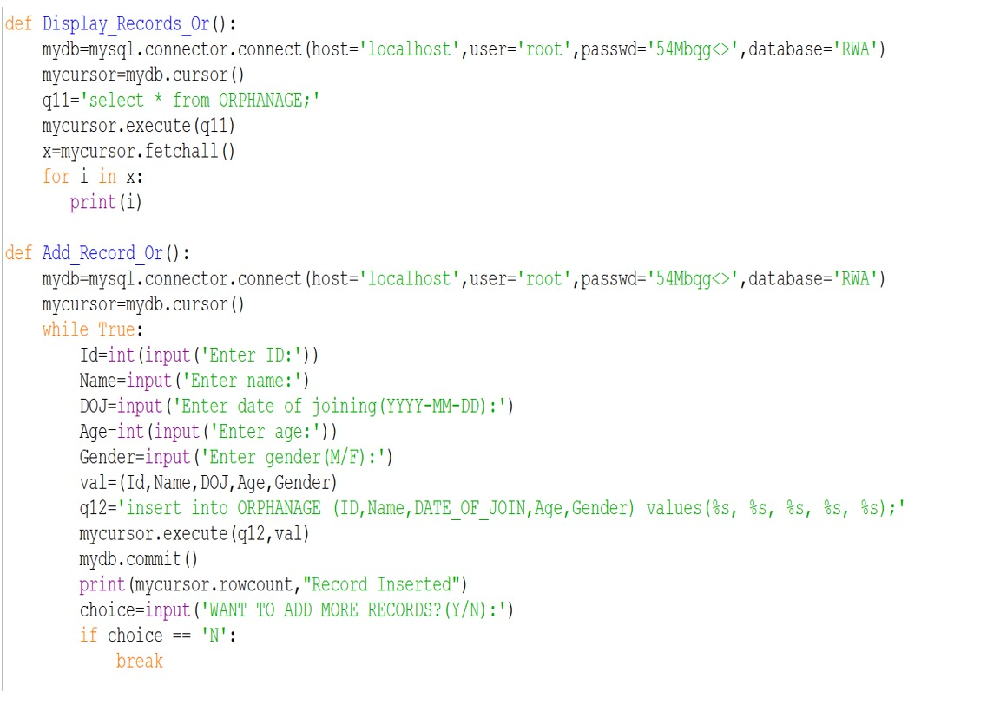 def Display_Records_Or():
    mydb=mysql.connector.connect(host='localhost',user='root',passwd='54Mbqg<>',database='RWA')
    mycursor=mydb.cursor()
    q11='select * from ORPHANAGE;'
    mycursor.execute(q11)
    x=mycursor.fetchall()
    for i in x:
       print(i)

def Add_Record_Or():
    mydb=mysql.connector.connect(host='localhost',user='root',passwd='54Mbqg<>',database='RWA')
    mycursor=mydb.cursor()
    while True:
        Id=int(input('Enter ID:'))
        Name=input('Enter name:')
        DOJ=input('Enter date of joining(YYYY-MM-DD):')
        Age=int(input('Enter age:'))
        Gender=input('Enter gender(M/F):')
        val=(Id,Name,DOJ,Age,Gender)
        q12='insert into ORPHANAGE (ID,Name,DATE_OF_JOIN,Age,Gender) values(%s, %s, %s, %s, %s);'
        mycursor.execute(q12,val)
        mydb.commit()
        print(mycursor.rowcount,"Record Inserted")
        choice=input('WANT TO ADD MORE RECORDS?(Y/N):')
        if choice == 'N':
            break